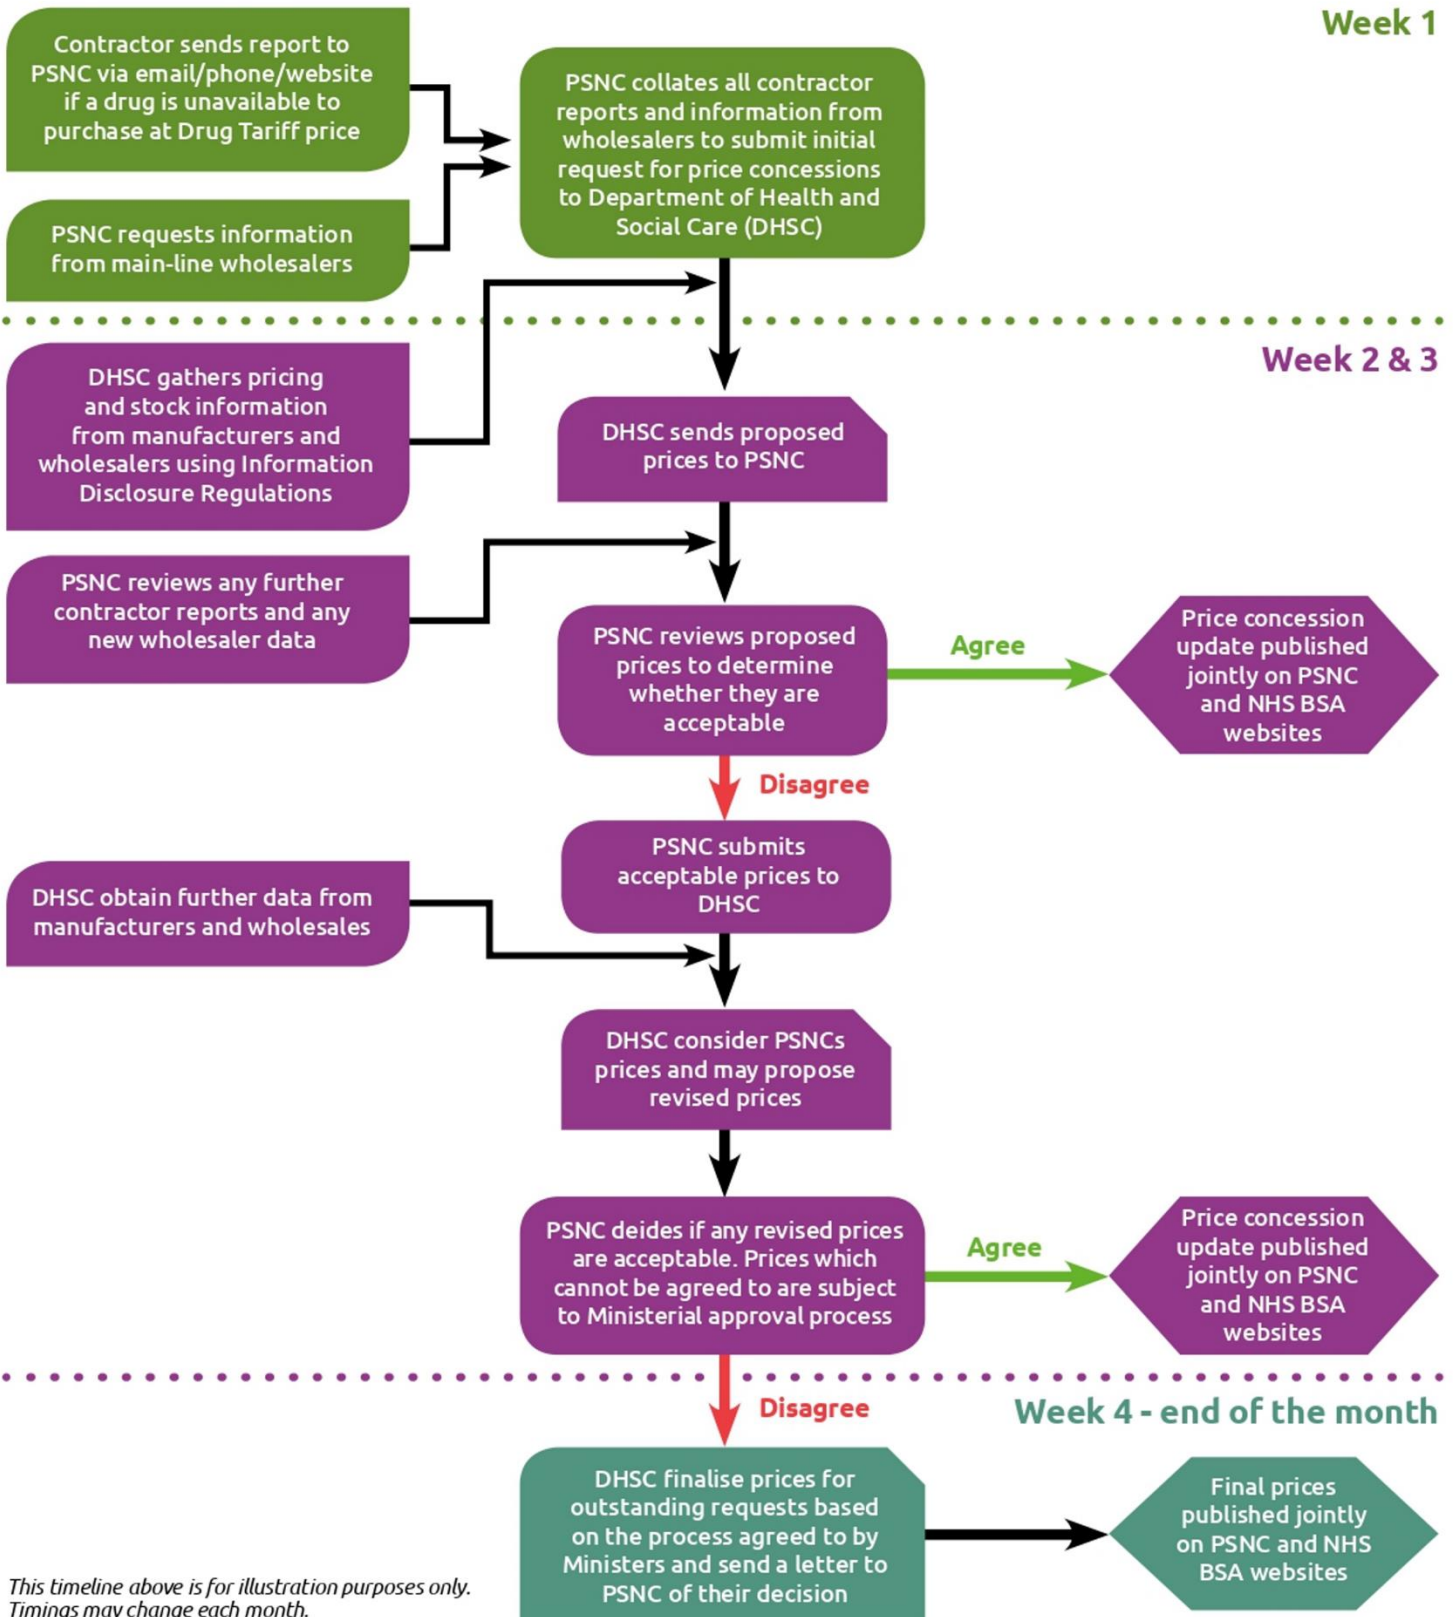 Week 1
Contractor sends report to
PSNC via email/phone/website
if a drug is unavailable to
purchase at Drug Tariff price
PSNC collates all contractor
reports and information from
wholesalers to submit initial
request for price concessions
to Department of Health and
Social Care (DHSC)
PSNC requests information
from main-line wholesalers
Week 2 & 3
DHSC gathers pricing
and stock information
from manufacturers and
wholesalers using Information
Disclosure Regulations
DHSC sends proposed
prices to PSNC
PSNC reviews any further
contractor reports and any
new wholesaler data
PSNC reviews proposed
prices to determine
whether they are
acceptable
Agree
Price concession
update published
jointly on PSNC
and NHS BSA
websites
Disagree
PSNC submits
acceptable prices to
DHSC
DHSC obtain further data from
manufacturers and wholesales
DHSC consider PSNCs
prices and may propose
revised prices
PSNC deides if any revised prices
are acceptable. Prices which
cannot be agreed to are subject
to Ministerial approval process
Agree
Price concession
update published
jointly on PSNC
and NHS BSA
websites
Disagree
Week 4 - end of the month
DHSC finalise prices for
outstanding requests based
on the process agreed to by
Ministers and send a letter to
PSNC of their decision
Final prices
published jointly
on PSNC and NHS
BSA websites
This timeline above is for illustration purposes only.
Timings may change each month.